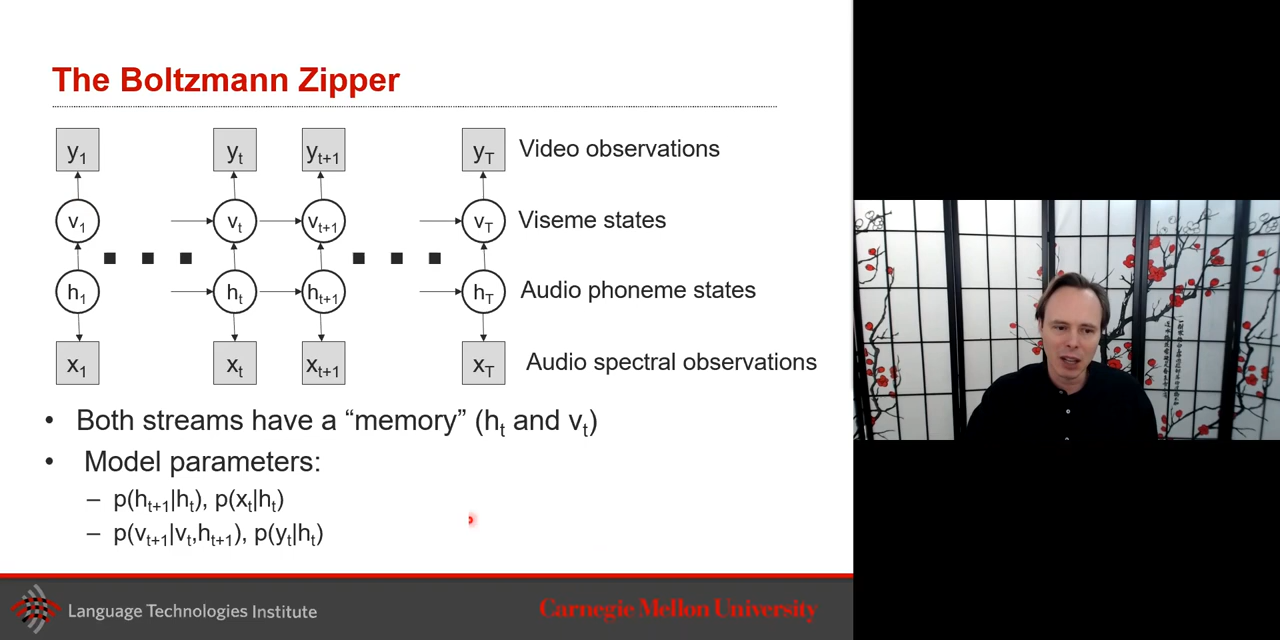 The Boltzmann Zipper
y1 yt yt+1 yT Video observations
v1 vt vt+1 vT Viseme states
h1 ht ht+1 hT Audio phoneme states
x1 xt xt+1 xT Audio spectral observations
• Both streams have a “memory” (ht and vt)
• Model parameters:
– p(ht+1|ht), p(xt|ht)
– p(vt+1|vt,ht+1), p(yt|ht)
Language Technologies Institute
Carnegie Mellon University